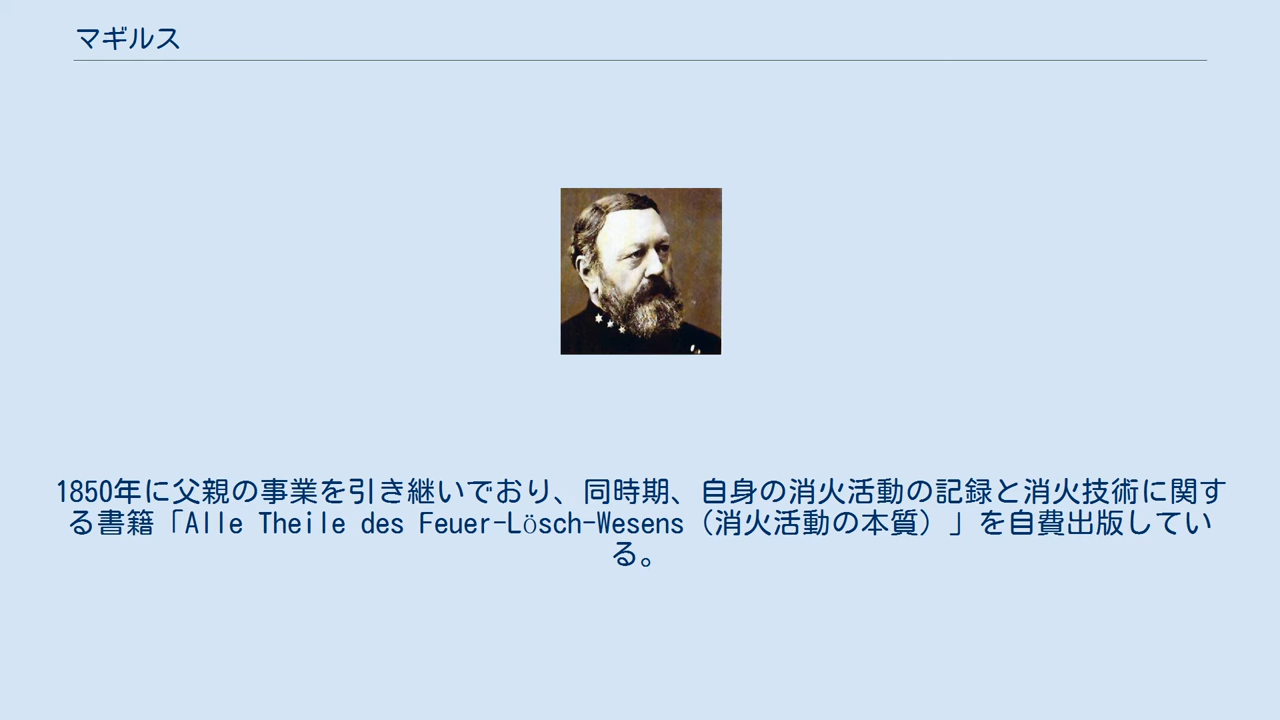 マギルス
1850年に父親の事業を引き継いでおり、同時期、自身の消火活動の記録と消火技術に関す
る書籍「Alle Theile des Feuer-Lösch-Wesens（消火活動の本質）」を自費出版してい
る。